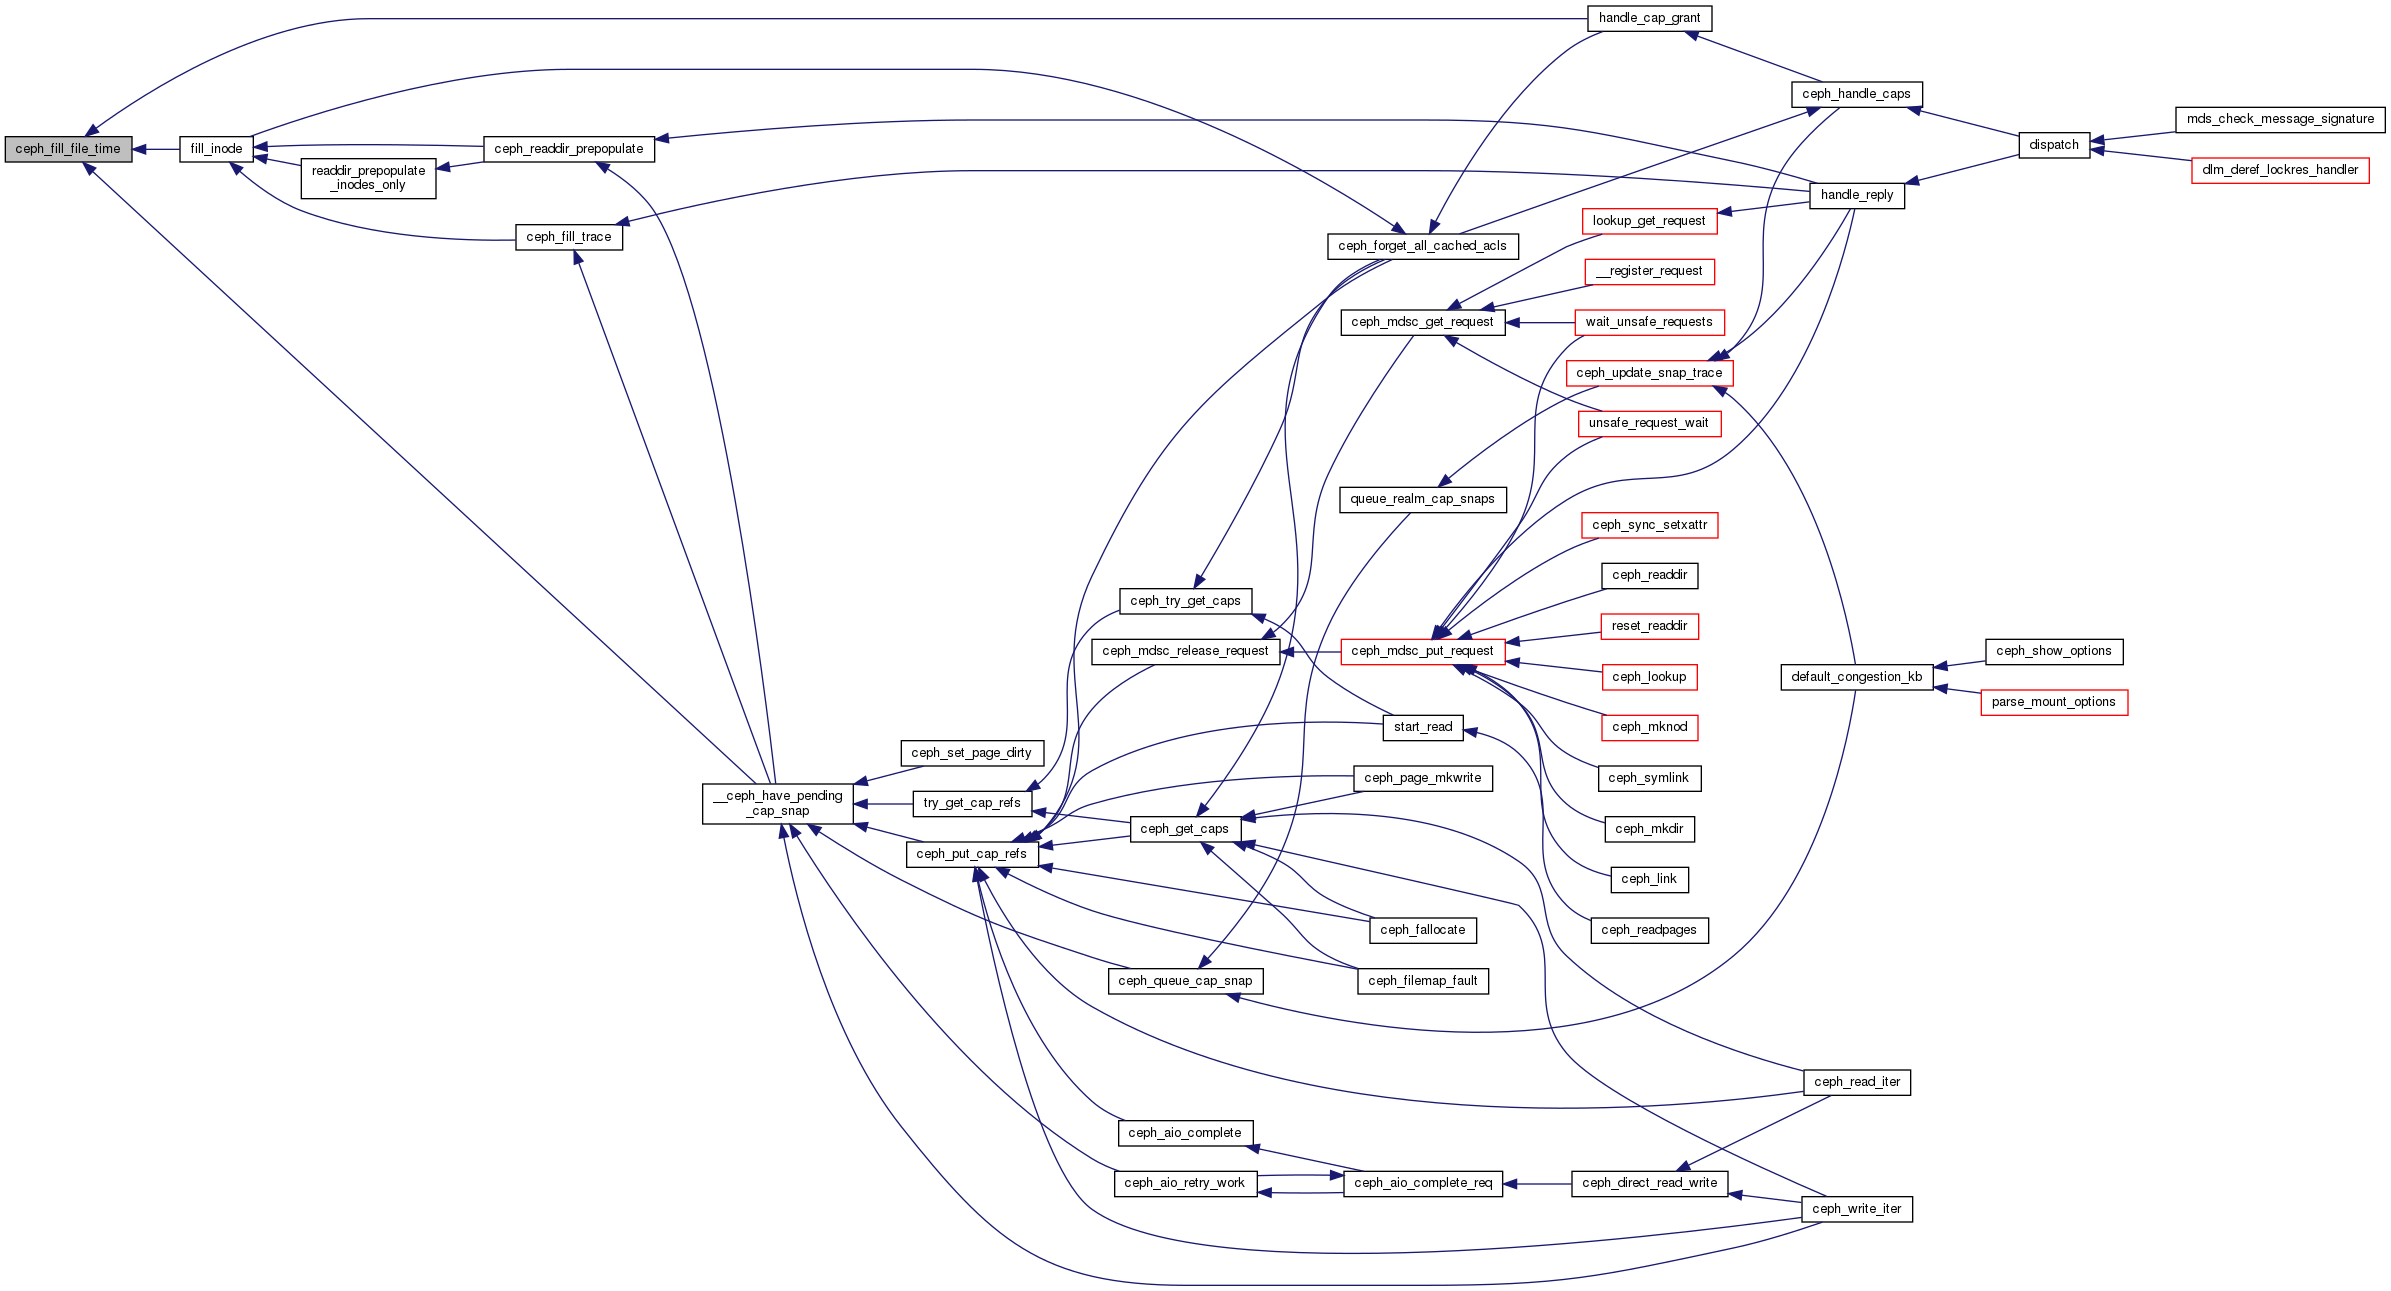 ceph_fill_file_time
fill_inode
readdir_prepopulate
_inodes_only
ceph_readdir_prepopulate
ceph_fill_trace
__ceph_have_pending
_cap_snap
ceph_set_page_dirty
try_get_cap_refs
ceph_put_cap_refs
ceph_try_get_caps
ceph_mdsc_release_request
ceph_get_caps
ceph_queue_cap_snap
ceph_aio_complete
ceph_aio_retry_work
ceph_forget_all_cached_acls
ceph_mdsc_get_request
queue_realm_cap_snaps
ceph_mdsc_put_request
start_read
ceph_page_mkwrite
ceph_fallocate
ceph_filemap_fault
ceph_aio_complete_req
handle_cap_grant
lookup_get_request
__register_request
wait_unsafe_requests
ceph_update_snap_trace
unsafe_request_wait
ceph_sync_setxattr
ceph_readdir
reset_readdir
ceph_lookup
ceph_mknod
ceph_symlink
ceph_mkdir
ceph_link
ceph_readpages
ceph_direct_read_write
ceph_handle_caps
handle_reply
default_congestion_kb
ceph_read_iter
ceph_write_iter
dispatch
ceph_show_options
parse_mount_options
mds_check_message_signature
dlm_deref_lockres_handler